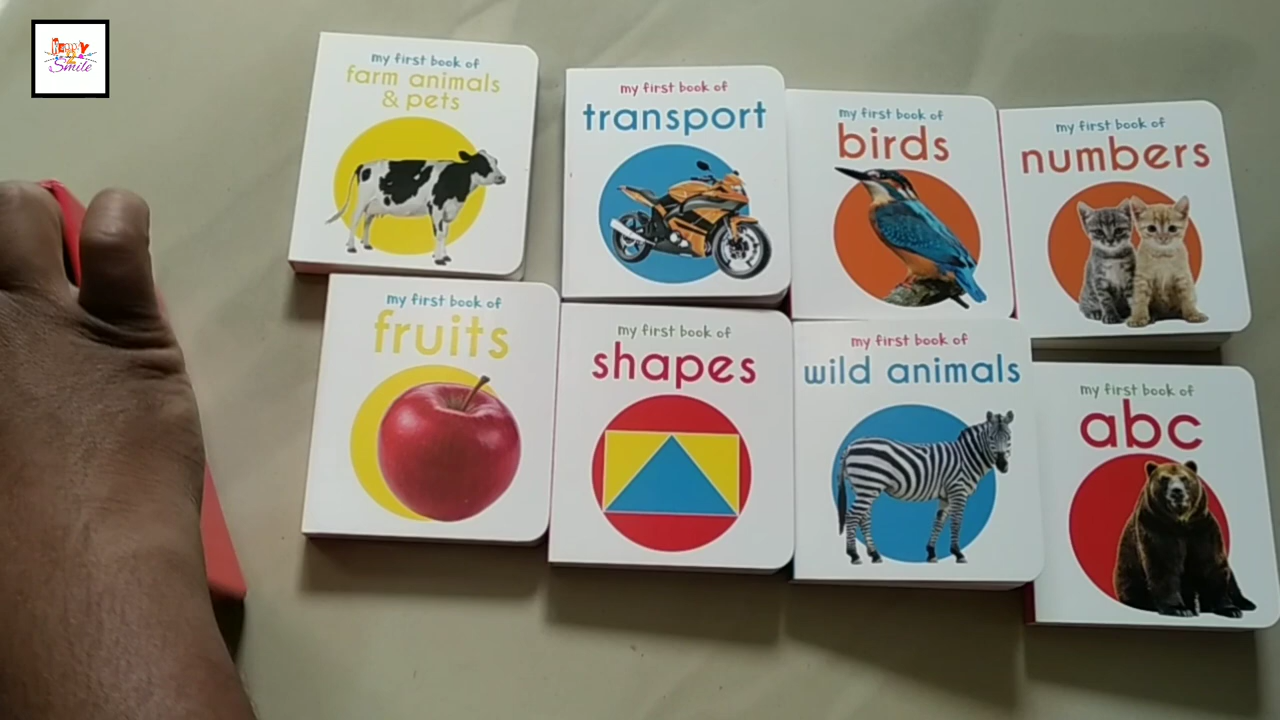 Happy
2
Smile
my first book of
farm animals
& pets
my first book of
transport
my first book of
birds
my first book of
numbers
my first book of
fruits
my first book of
shapes
my first book of
wild animals
my first book of
abc